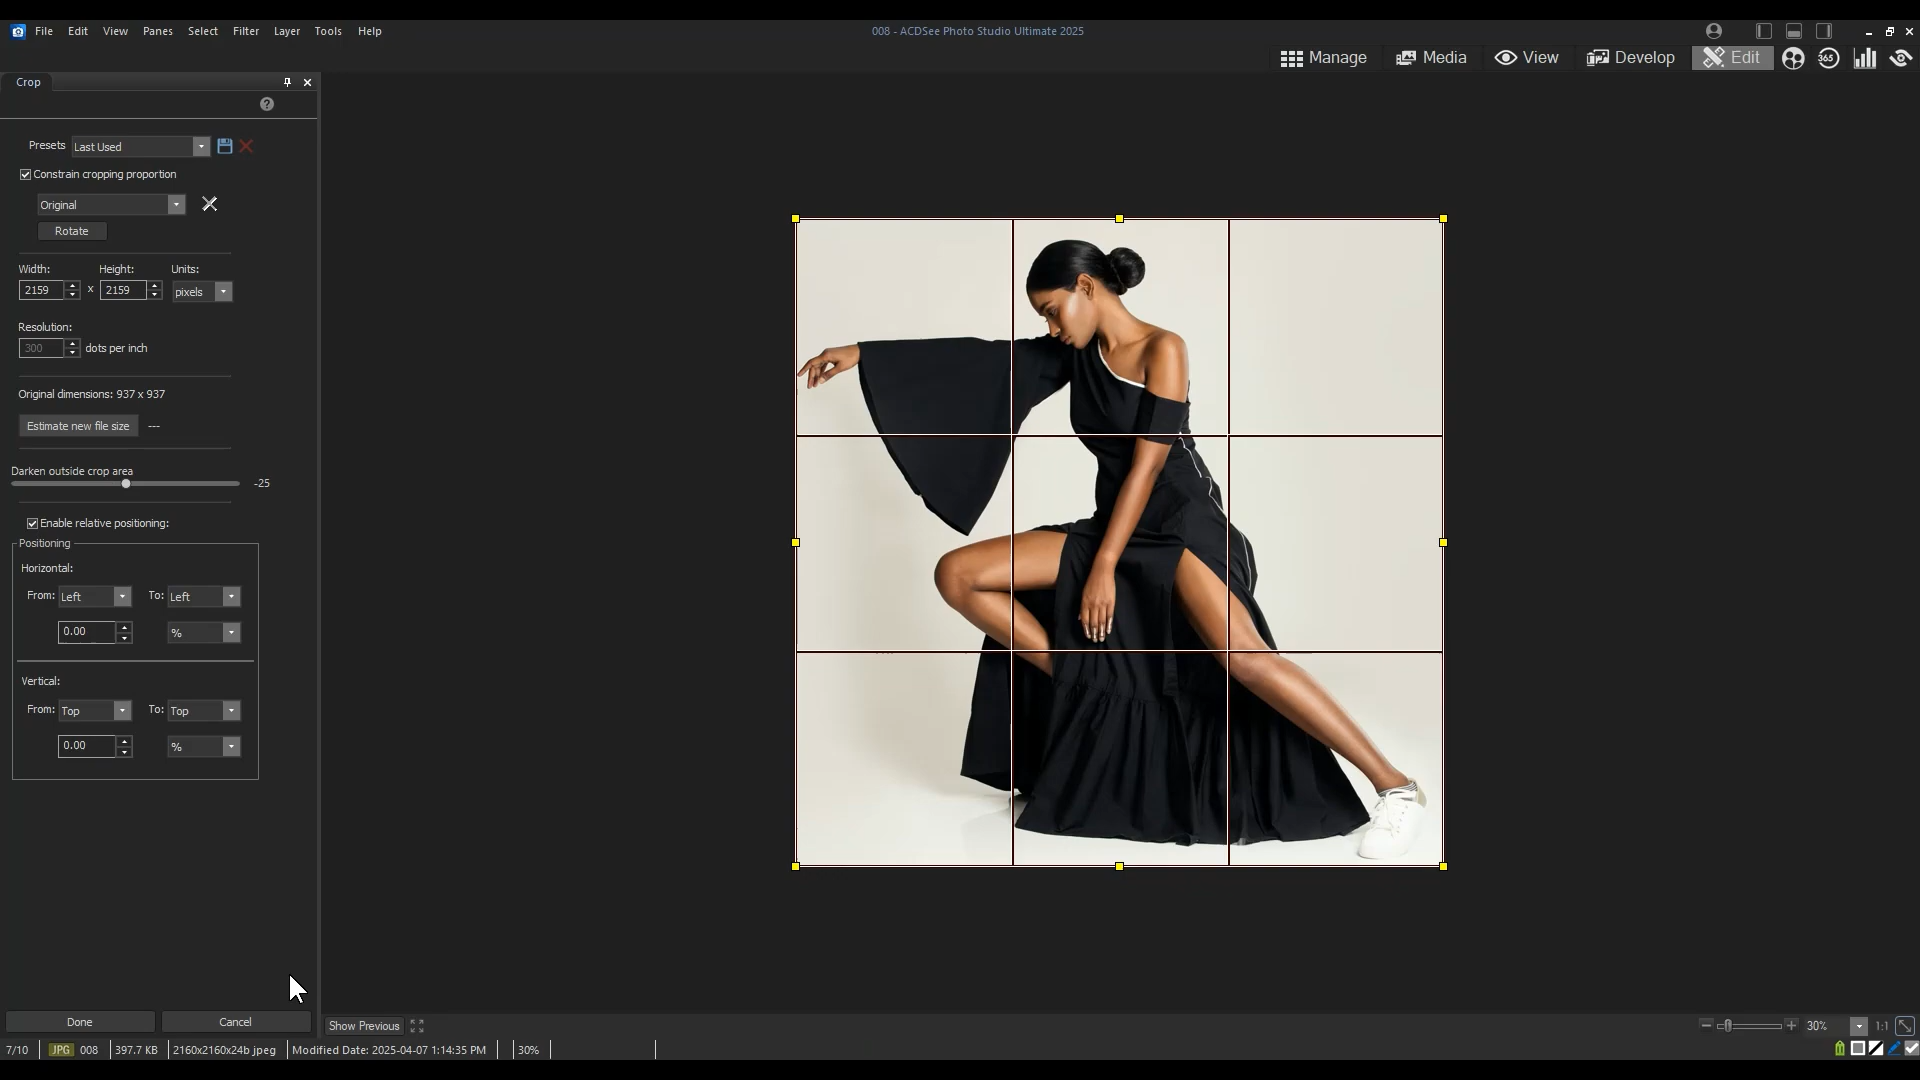 File Edit View Panes Select Filter Layer Tools Help
008 - ACDSee Photo Studio Ultimate 2025
Manage Media View Develop Edit 365
Crop
?
Presets Last Used
Constrain cropping proportion
Original
Rotate
Width: Height: Units:
2159 x 2159 pixels
Resolution:
300 dots per inch
Original dimensions: 937 x 937
Estimate new file size ---
Darken outside crop area
-25
Enable relative positioning:
Positioning
Horizontal:
From: Left To: Left
0.00 %
Vertical:
From: Top To: Top
0.00 %
Done Cancel
Show Previous
30% 1:1
7/10 JPG 008 397.7 KB 2160x2160x24b jpeg Modified Date: 2025-04-07 1:14:35 PM 30%